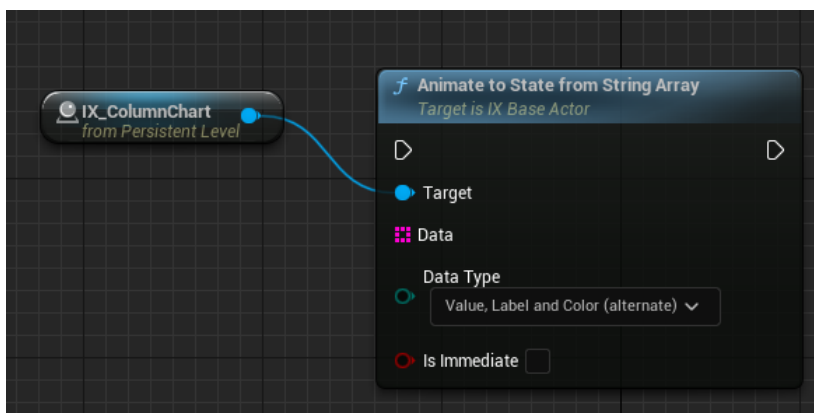 IX_ColumnChart
from Persistent Level
f Animate to State from String Array
Target is IX Base Actor
Target
Data
Data Type
Value, Label and Color (alternate)
Is Immediate